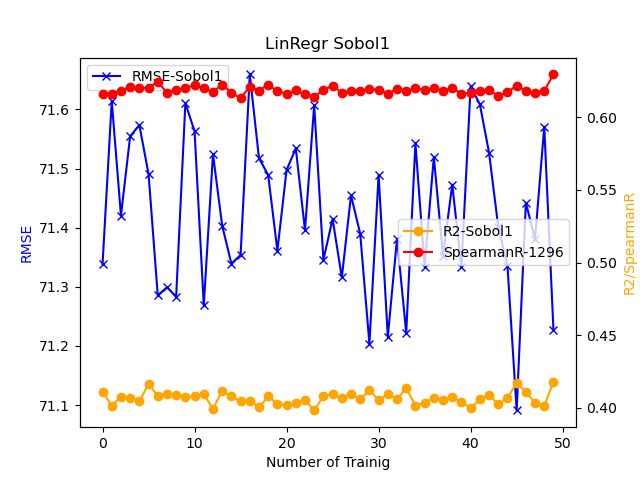 LinRegr Sobol1
RMSE-Sobol1
R2-Sobol1
SpearmanR-1296
RMSE
71.6
71.5
71.4
71.3
71.2
71.1
0.60
0.55
0.50
0.45
0.40
R2/SpearmanR
0 10 20 30 40 50
Number of Trainig